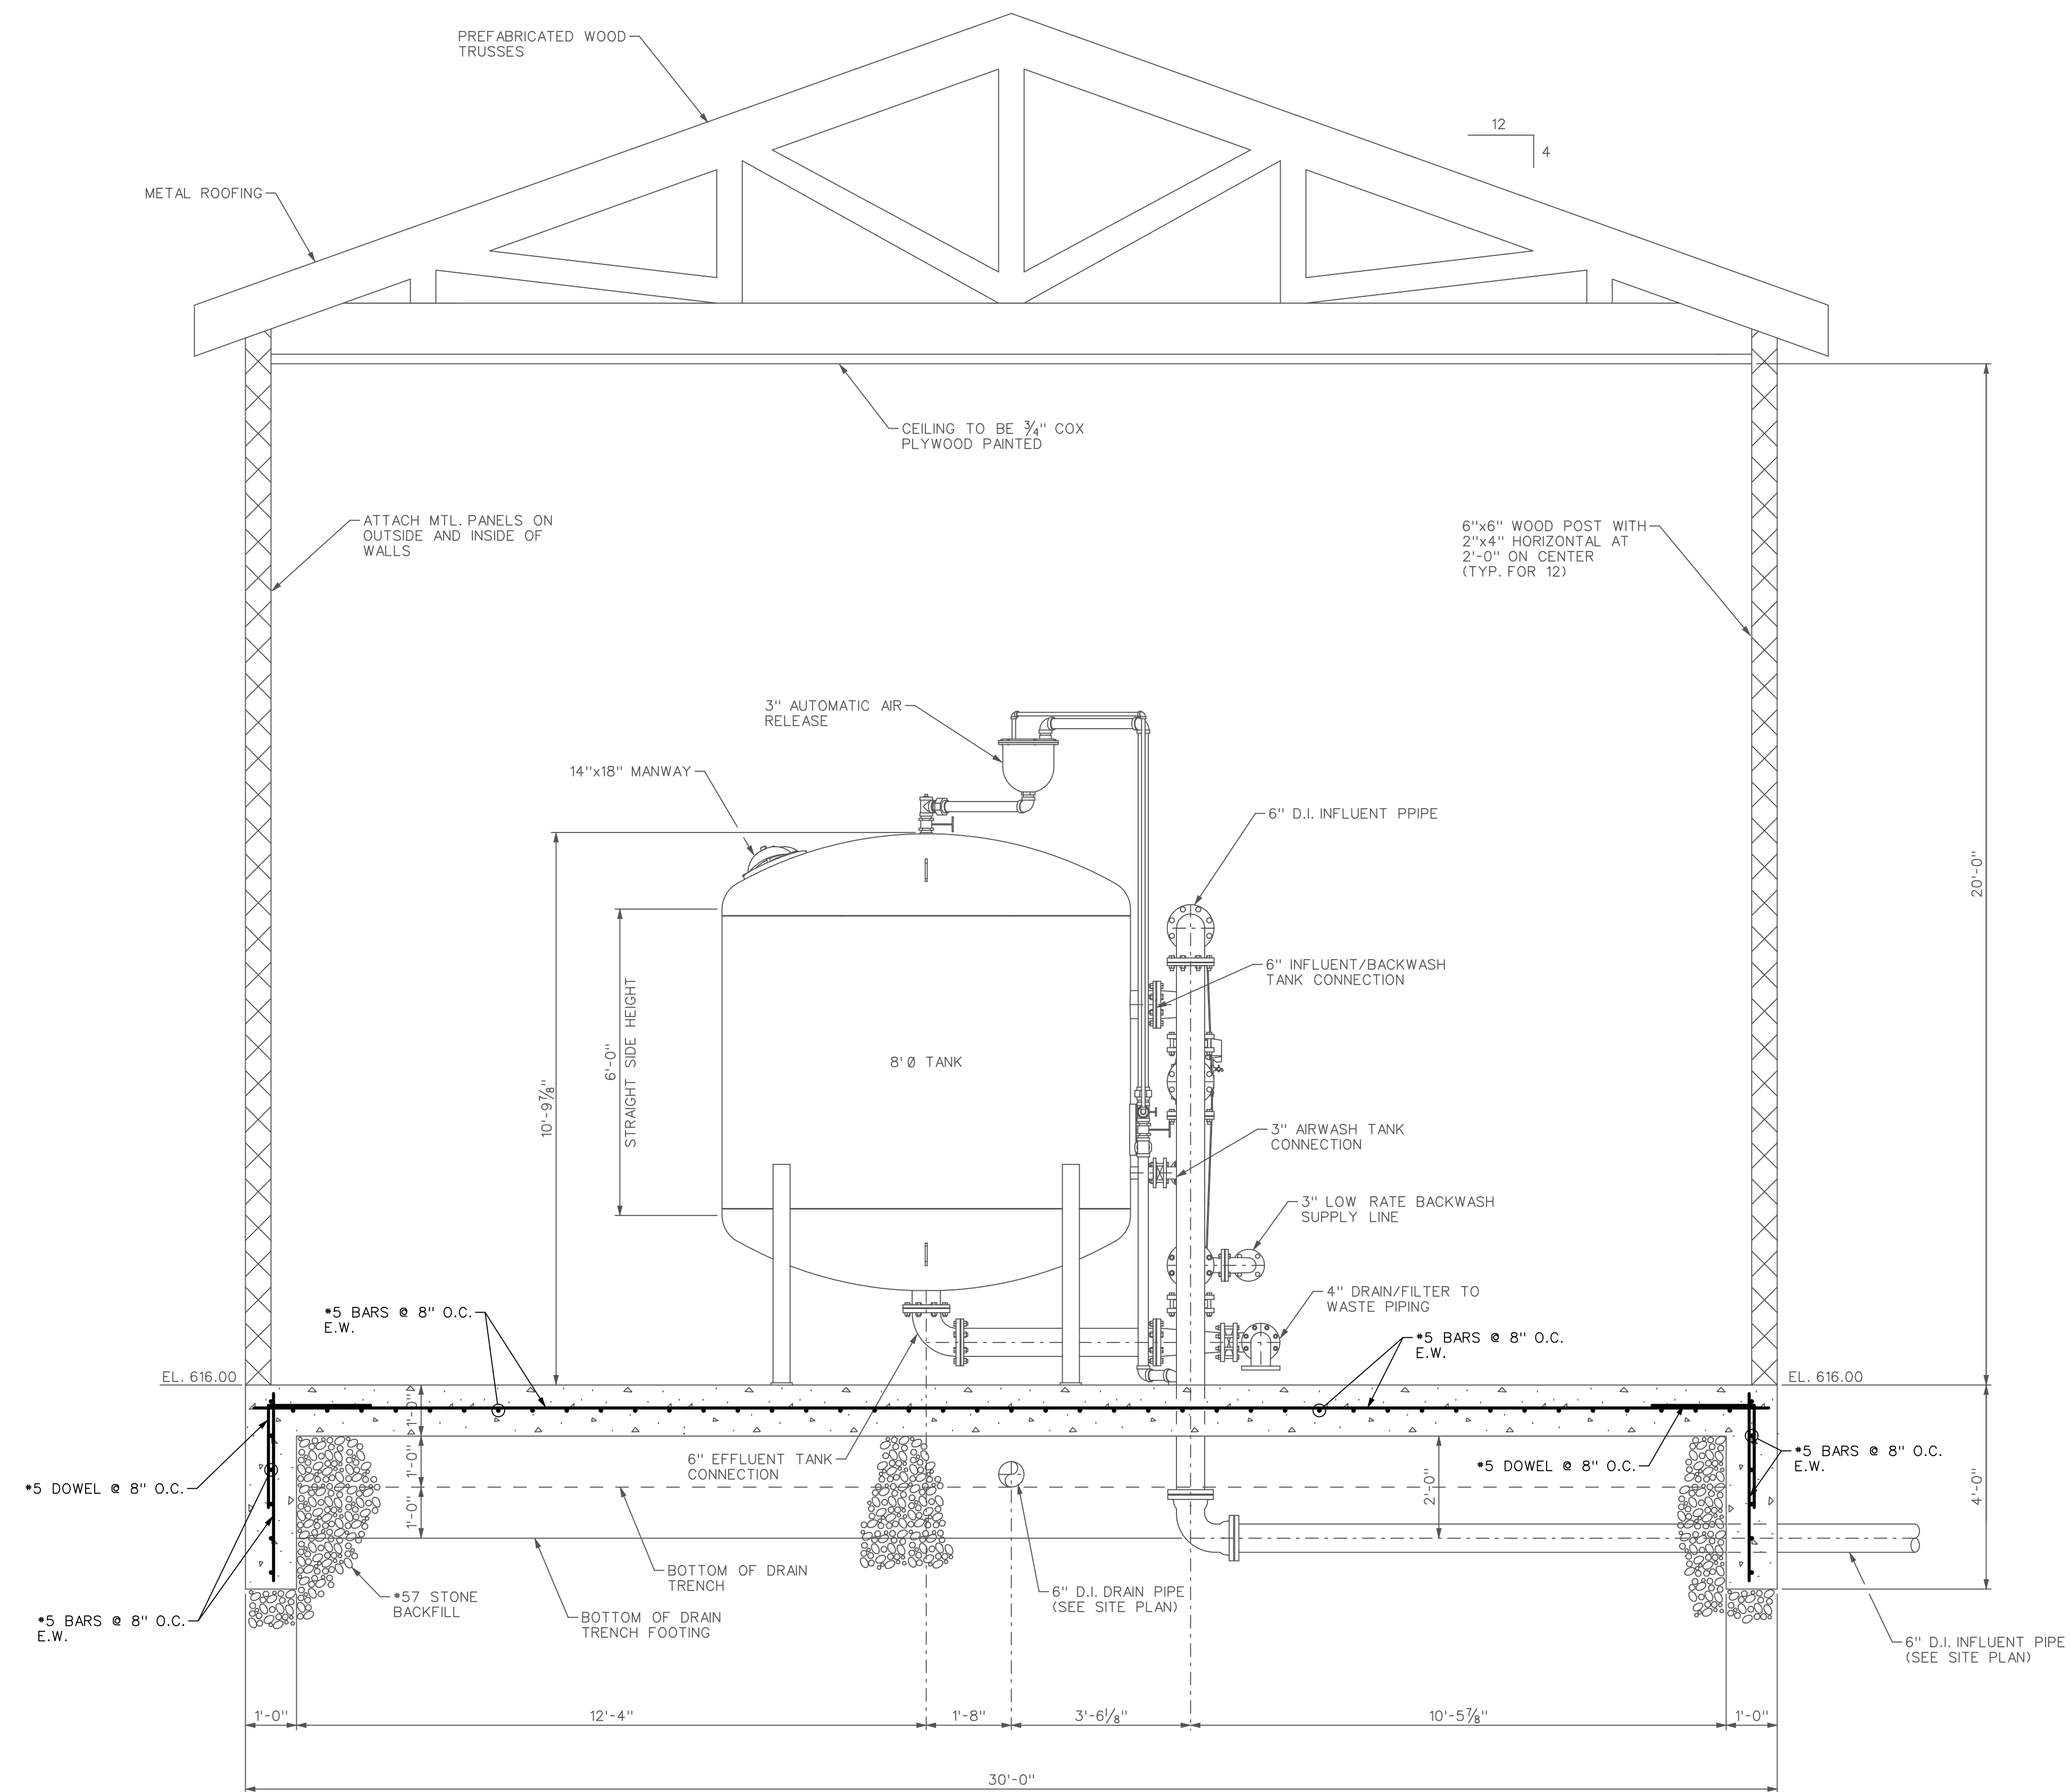 PREFABRICATED WOOD
TRUSSES
12
4
METAL ROOFING
CEILING TO BE 3/4" COX
PLYWOOD PAINTED
ATTACH MTL. PANELS ON
OUTSIDE AND INSIDE OF
WALLS
6"x6" WOOD POST WITH
2"x4" HORIZONTAL AT
2'-0" ON CENTER
(TYP. FOR 12)
3" AUTOMATIC AIR
RELEASE
14"x18" MANWAY
6" D.I. INFLUENT PPIPE
20'-0"
6" INFLUENT/BACKWASH
TANK CONNECTION
6'-0"
STRAIGHT SIDE HEIGHT
8'Ø TANK
10'-9 7/8"
3" AIRWASH TANK
CONNECTION
3" LOW RATE BACKWASH
SUPPLY LINE
4" DRAIN/FILTER TO
WASTE PIPING
#5 BARS @ 8" O.C.
E.W.
#5 BARS @ 8" O.C.
E.W.
EL. 616.00
EL. 616.00
1'-0"
1'-0"
1'-0"
6" EFFLUENT TANK
CONNECTION
2'-0"
#5 DOWEL @ 8" O.C.
#5 BARS @ 8" O.C.
E.W.
#5 DOWEL @ 8" O.C.
4'-0"
BOTTOM OF DRAIN
TRENCH
#57 STONE
BACKFILL
6" D.I. DRAIN PIPE
(SEE SITE PLAN)
BOTTOM OF DRAIN
TRENCH FOOTING
#5 BARS @ 8" O.C.
E.W.
6" D.I. INFLUENT PIPE
(SEE SITE PLAN)
1'-0"
12'-4"
1'-8"
3'-6 1/8"
10'-5 7/8"
1'-0"
30'-0"